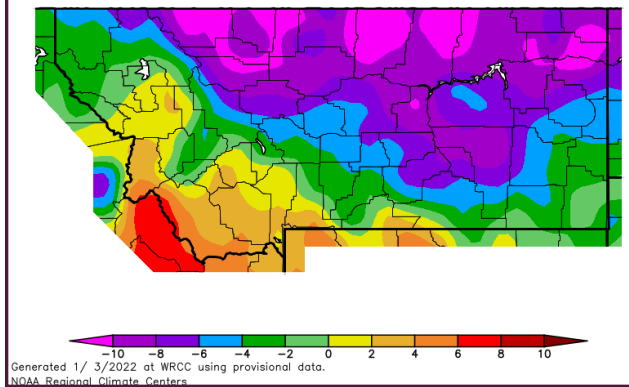 -10 -8 -6 -4 -2 0 2 4 6 8 10
Generated 1/ 3/2022 at WRCC using provisional data.
NOAA Regional Climate Centers